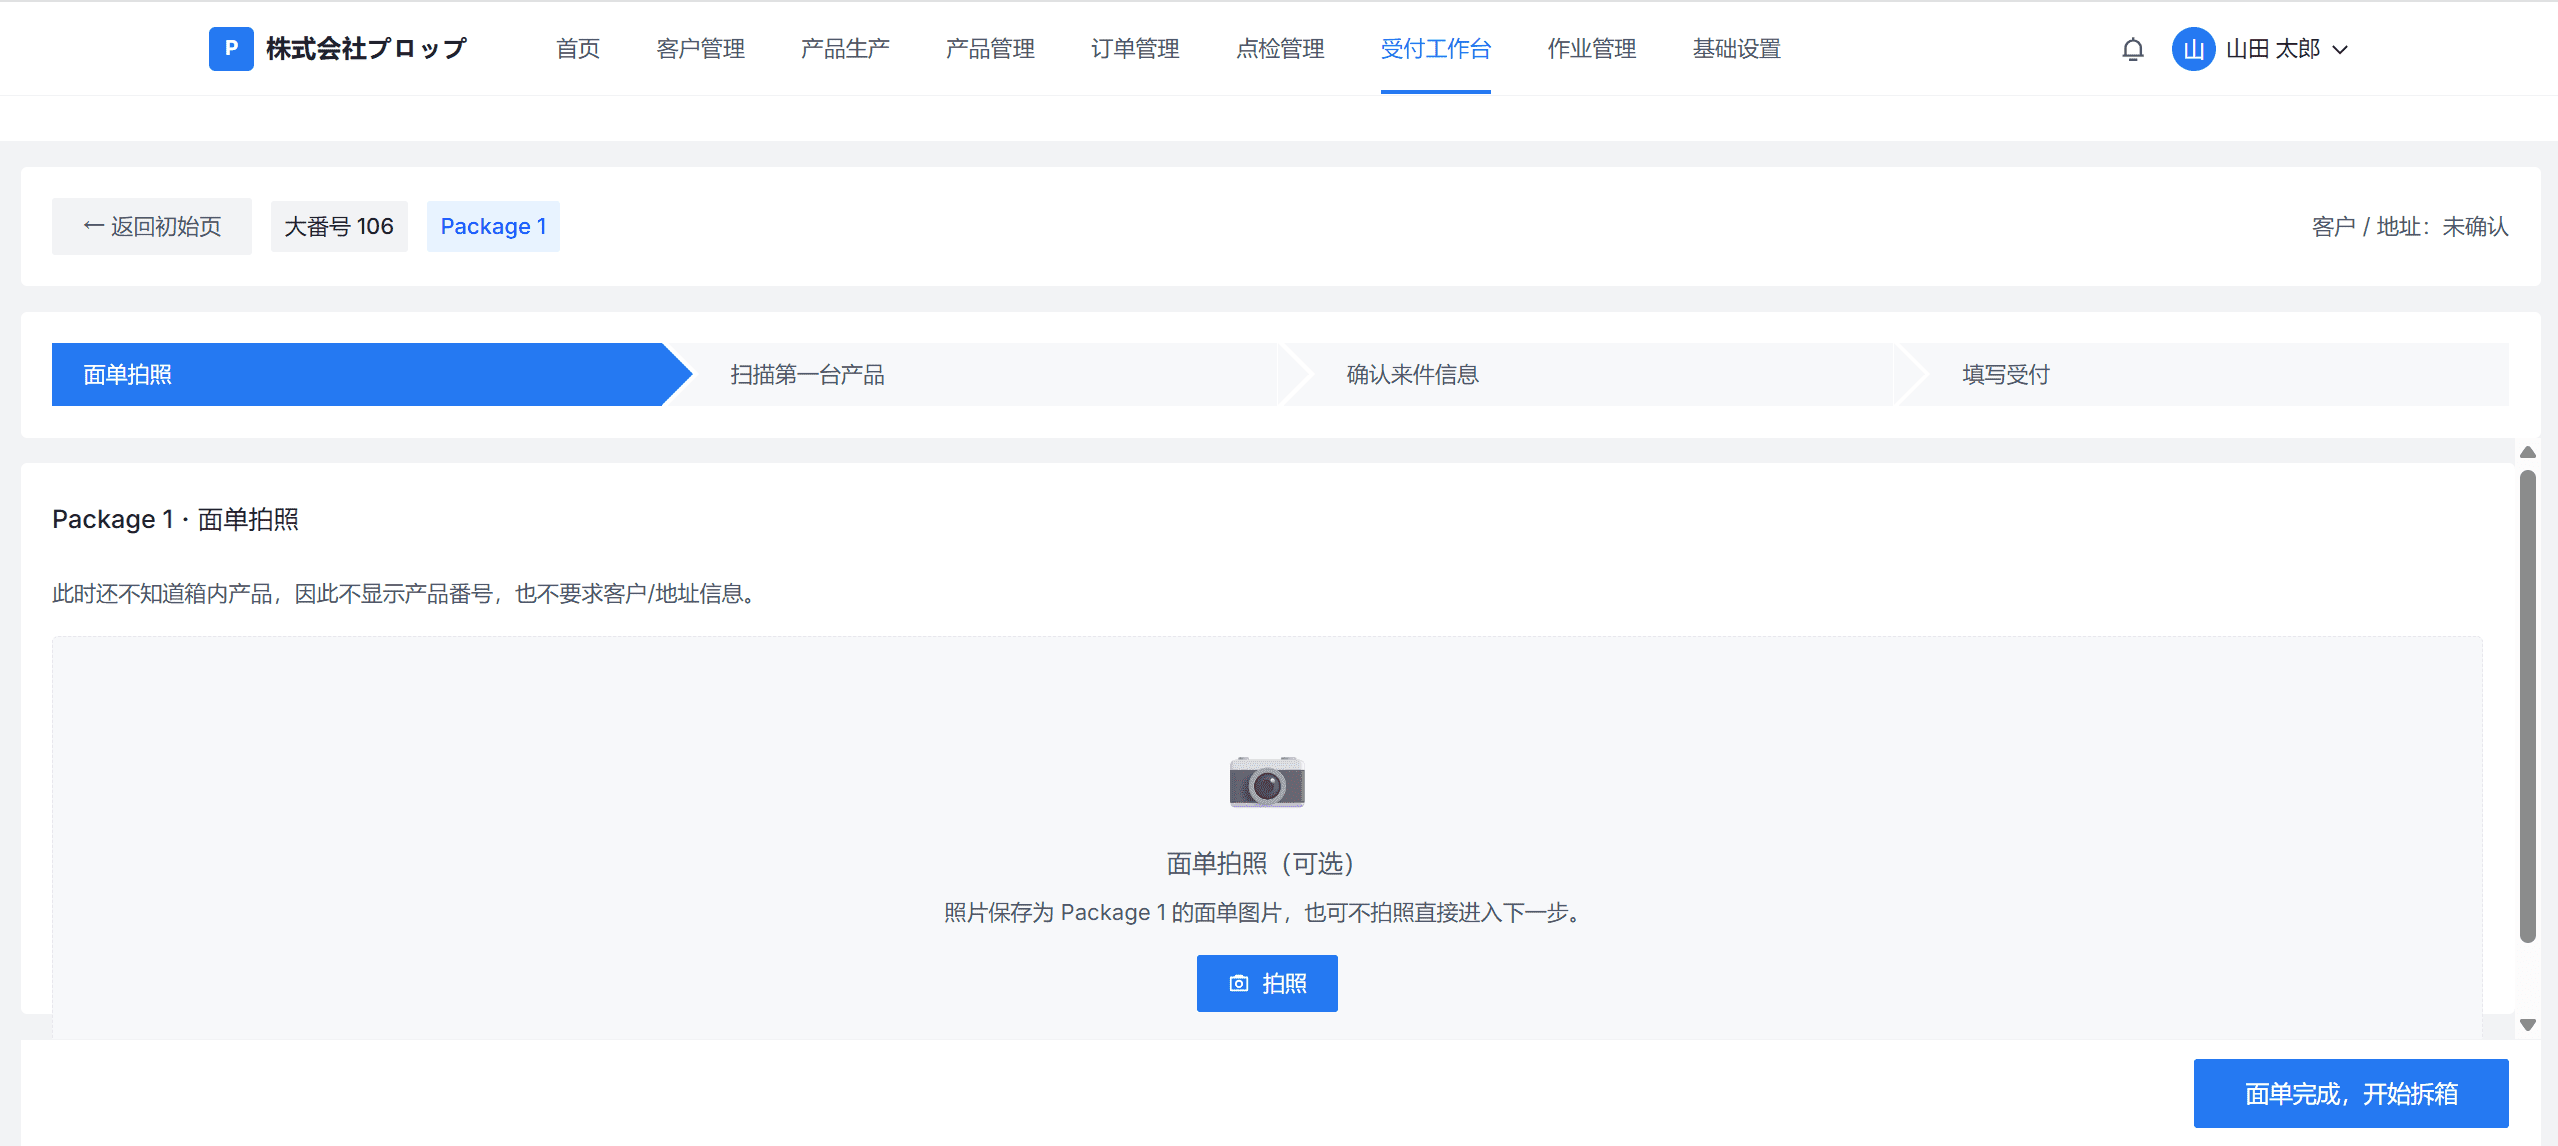 P 株式会社プロップ 首页 客户管理 产品生产 产品管理 订单管理 点检管理 受付工作台 作业管理 基础设置 山 山田 太郎
← 返回初始页 大番号 106 Package 1 客户 / 地址：未确认
面单拍照 扫描第一台产品 确认来件信息 填写受付
Package 1 · 面单拍照
此时还不知道箱内产品，因此不显示产品番号，也不要求客户/地址信息。
面单拍照（可选）
照片保存为 Package 1 的面单图片，也可不拍照直接进入下一步。
拍照
面单完成，开始拆箱